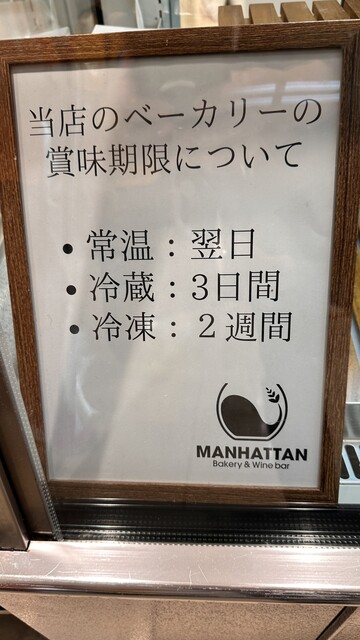 当店のベーカリーの
賞味期限について
• 常温：翌日
• 冷蔵：3日間
• 冷凍：２週間
MANHATTAN
Bakery & Wine bar